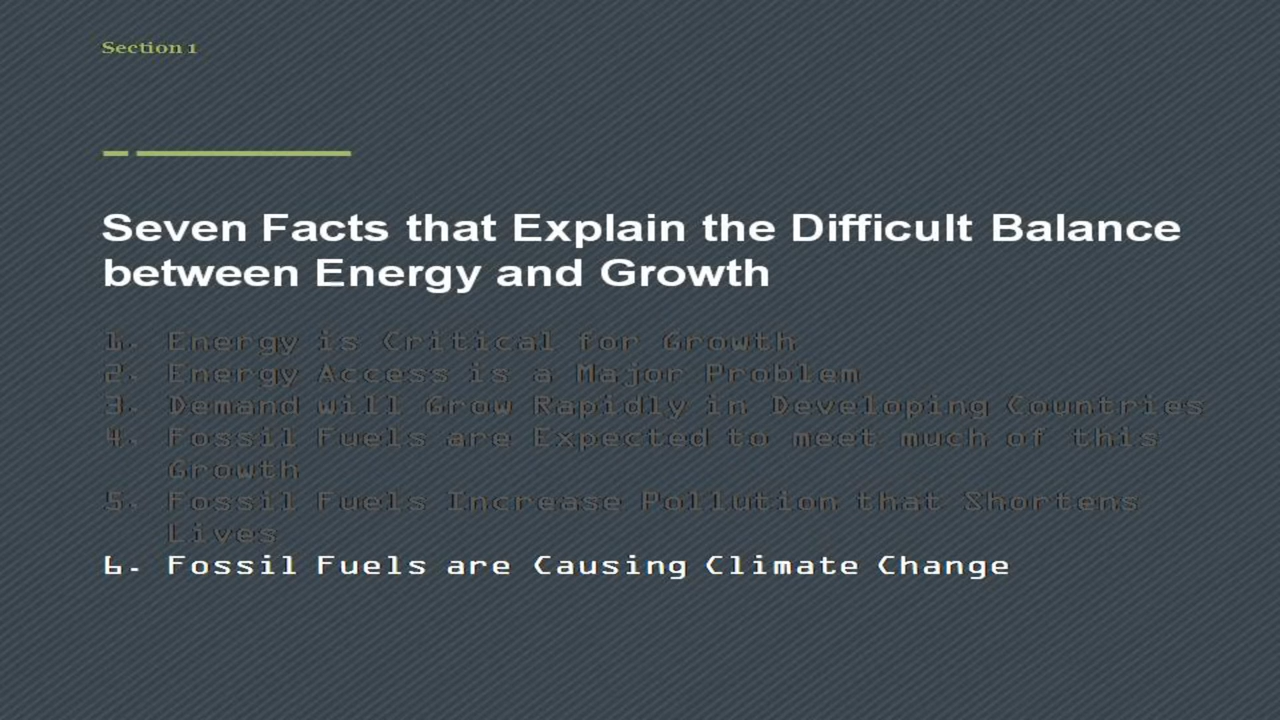 Section 1
Seven Facts that Explain the Difficult Balance
between Energy and Growth
1. Energy is Critical for Growth
2. Energy Access is a Major Problem
3. Demand will Grow Rapidly in Developing Countries
4. Fossil Fuels are Expected to meet much of this
Growth
5. Fossil Fuels Increase Pollution that Shortens
Lives
6. Fossil Fuels are Causing Climate Change